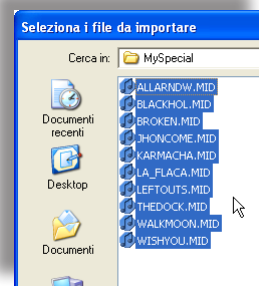 Seleziona i file da importare
Cerca in: MySpecial
Documenti recenti
Desktop
Documenti
ALLARNDW.MID
BLACKHOL.MID
BROKEN.MID
JHONCOME.MID
KARMACHA.MID
LA_FLACA.MID
LEFTOUTS.MID
THEDOCK.MID
WALKMOON.MID
WISHYOU.MID